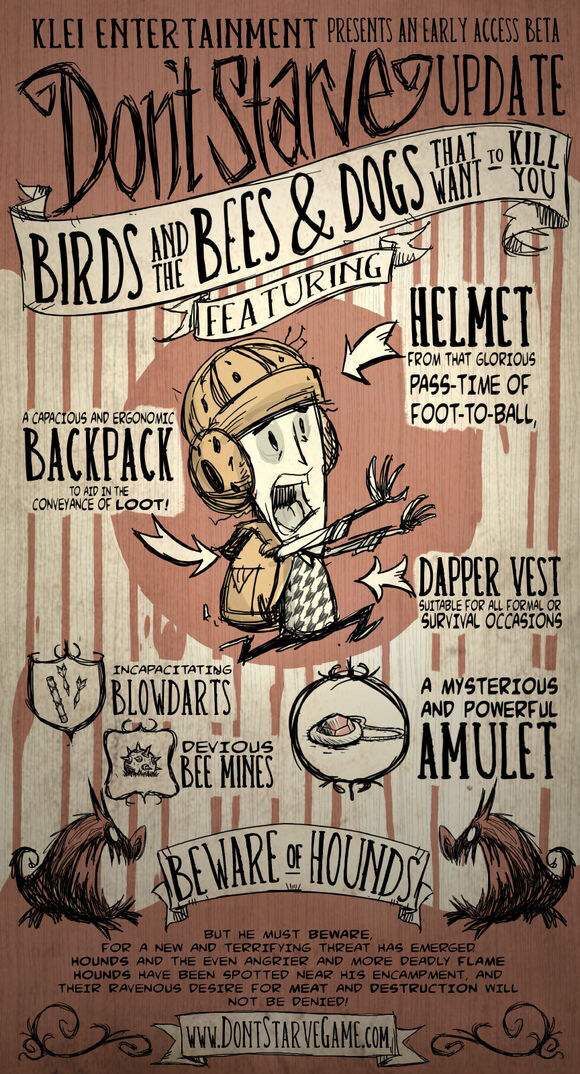 KLEI ENTERTAINMENT PRESENTS AN EARLY ACCESS BETA
Don't Starve UPDATE
BIRDS AND THE BEES & DOGS THAT WANT TO KILL YOU
FEATURING
HELMET
FROM THAT GLORIOUS
PASS-TIME OF
FOOT-TO-BALL,
A CAPACIOUS AND ERGONOMIC
BACKPACK
TO AID IN THE
CONVEYANCE OF LOOT!
DAPPER VEST
SUITABLE FOR ALL FORMAL OR
SURVIVAL OCCASIONS
INCAPACITATING
BLOWDARTS
DEVIOUS
BEE MINES
A MYSTERIOUS
AND POWERFUL
AMULET
BEWARE OF HOUNDS
BUT HE MUST BEWARE,
FOR A NEW AND TERRIFYING THREAT HAS EMERGED
HOUNDS AND THE EVEN ANGRIER AND MORE DEADLY FLAME
HOUNDS HAVE BEEN SPOTTED NEAR HIS ENCAMPMENT, AND
THEIR RAVENOUS DESIRE FOR MEAT AND DESTRUCTION WILL
NOT BE DENIED!
WWW.DONTSTARVEGAME.COM